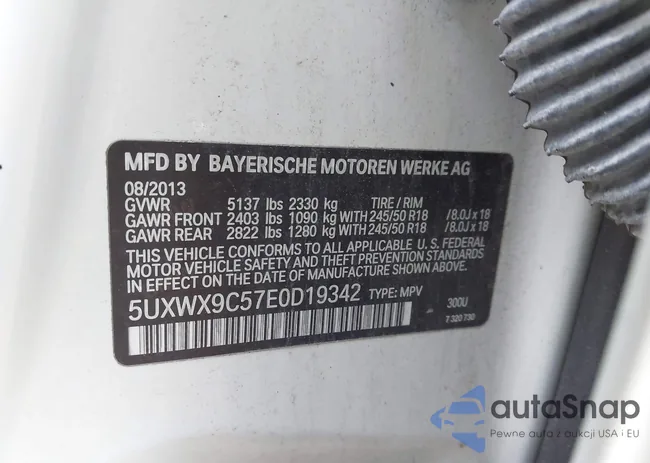 MFD BY BAYERISCHE MOTOREN WERKE AG
08/2013
GVWR 5137 lbs 2330 kg TIRE / RIM
GAWR FRONT 2403 lbs 1090 kg WITH 245/50 R18 / 8.0J x 18
GAWR REAR 2822 lbs 1280 kg WITH 245/50 R18 / 8.0J x 18
THIS VEHICLE CONFORMS TO ALL APPLICABLE U. S. FEDERAL
MOTOR VEHICLE SAFETY AND THEFT PREVENTION STANDARDS
IN EFFECT ON THE DATE OF MANUFACTURE SHOWN ABOVE.
5UXWX9C57E0D19342 TYPE: MPV 300U
7 320 730
autoSnap
Pewne auta z aukcji USA i EU